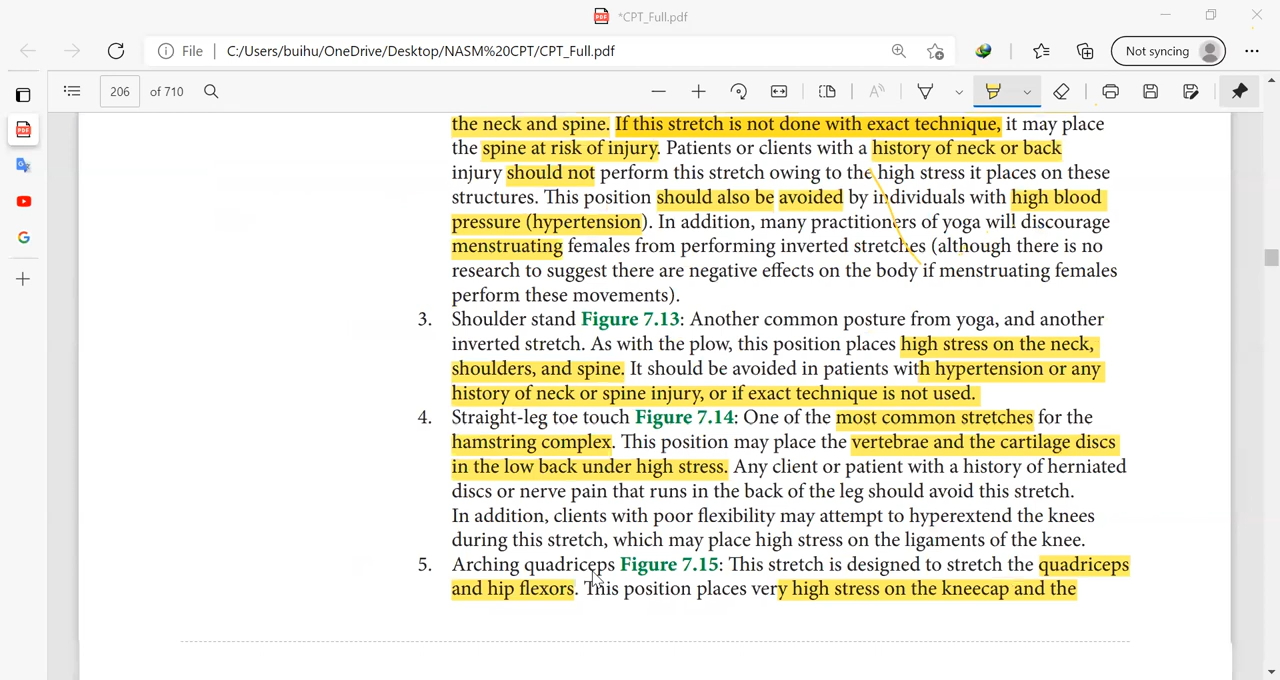 *CPT_Full.pdf
File C:/Users/buihu/OneDrive/Desktop/NASM%20CPT/CPT_Full.pdf Not syncing
206 of 710
the neck and spine. If this stretch is not done with exact technique, it may place
the spine at risk of injury. Patients or clients with a history of neck or back
injury should not perform this stretch owing to the high stress it places on these
structures. This position should also be avoided by individuals with high blood
pressure (hypertension). In addition, many practitioners of yoga will discourage
menstruating females from performing inverted stretches (although there is no
research to suggest there are negative effects on the body if menstruating females
perform these movements).
3. Shoulder stand Figure 7.13: Another common posture from yoga, and another
inverted stretch. As with the plow, this position places high stress on the neck,
shoulders, and spine. It should be avoided in patients with hypertension or any
history of neck or spine injury, or if exact technique is not used.
4. Straight-leg toe touch Figure 7.14: One of the most common stretches for the
hamstring complex. This position may place the vertebrae and the cartilage discs
in the low back under high stress. Any client or patient with a history of herniated
discs or nerve pain that runs in the back of the leg should avoid this stretch.
In addition, clients with poor flexibility may attempt to hyperextend the knees
during this stretch, which may place high stress on the ligaments of the knee.
5. Arching quadriceps Figure 7.15: This stretch is designed to stretch the quadriceps
and hip flexors. This position places very high stress on the kneecap and the